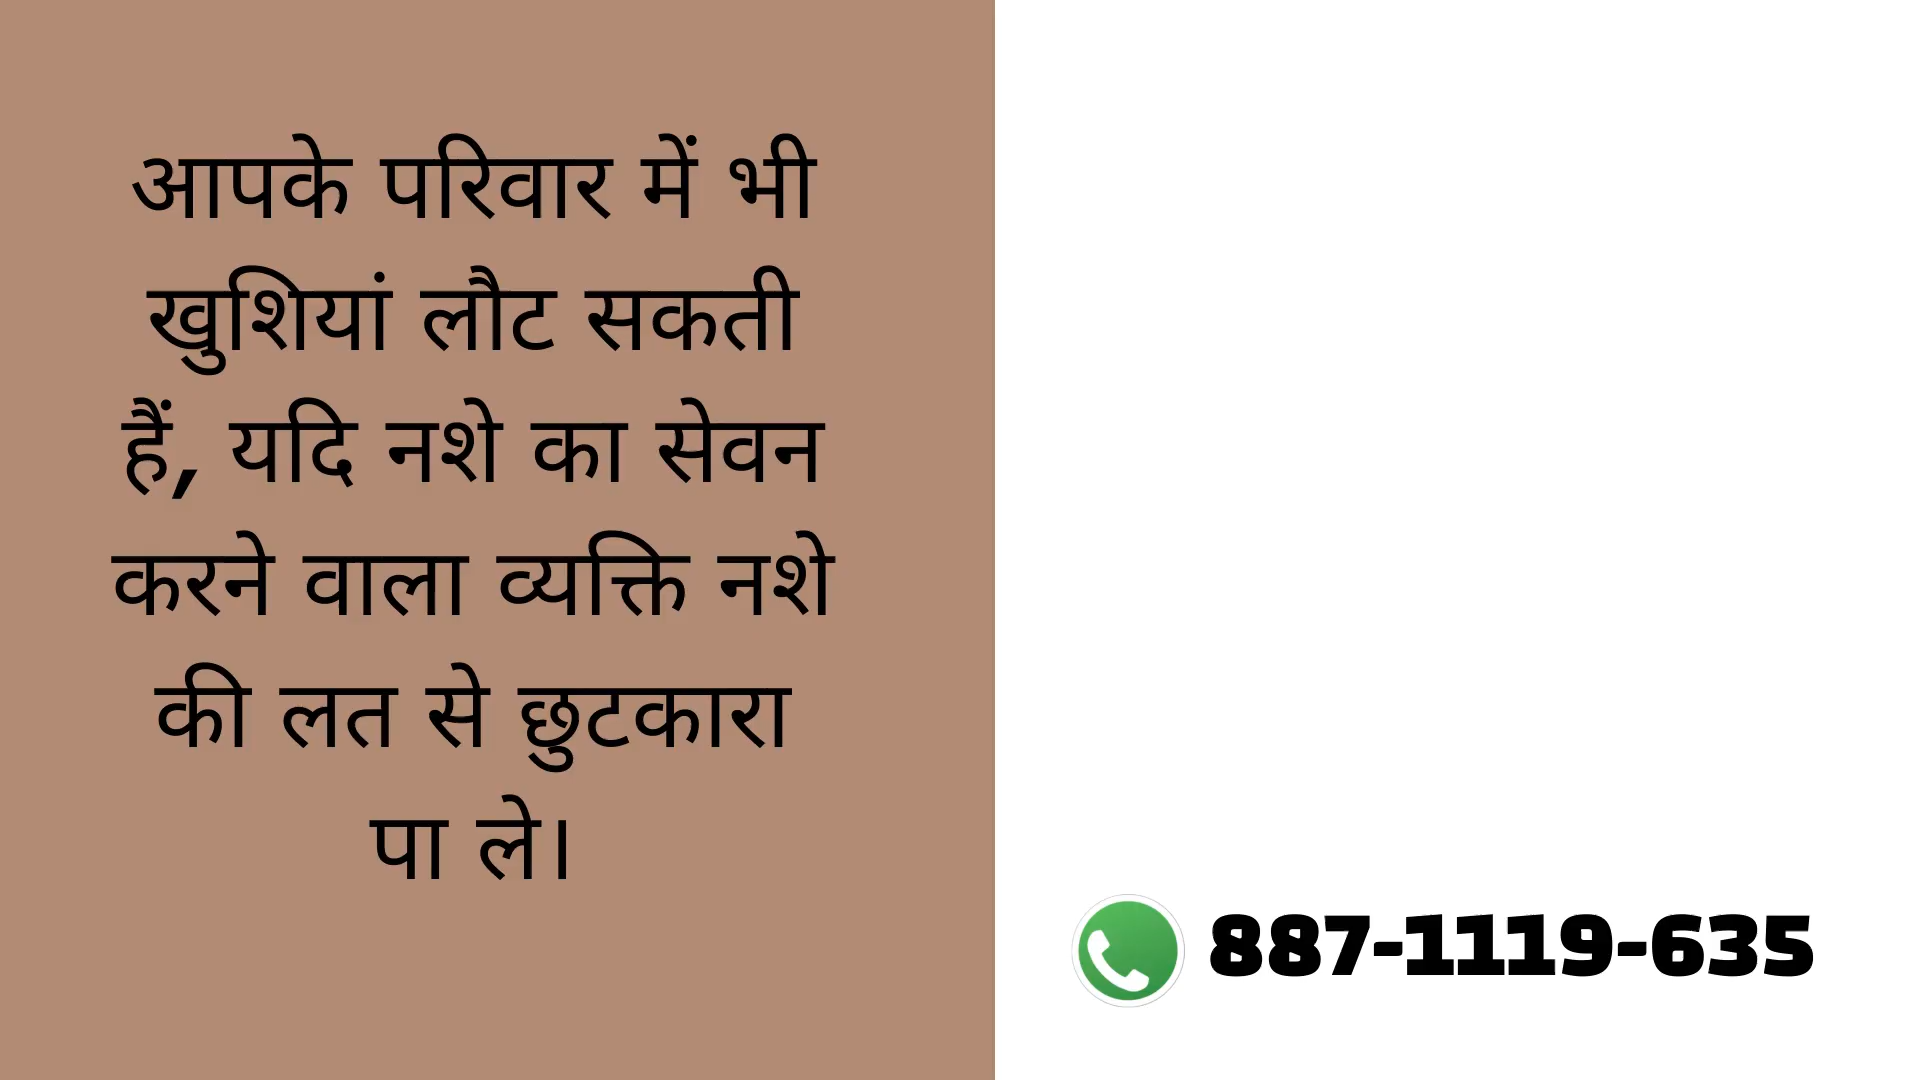 आपके परिवार में भी
खुशियां लौट सकती
हैं, यदि नशे का सेवन
करने वाला व्यक्ति नशे
की लत से छुटकारा
पा ले।
887-1119-635